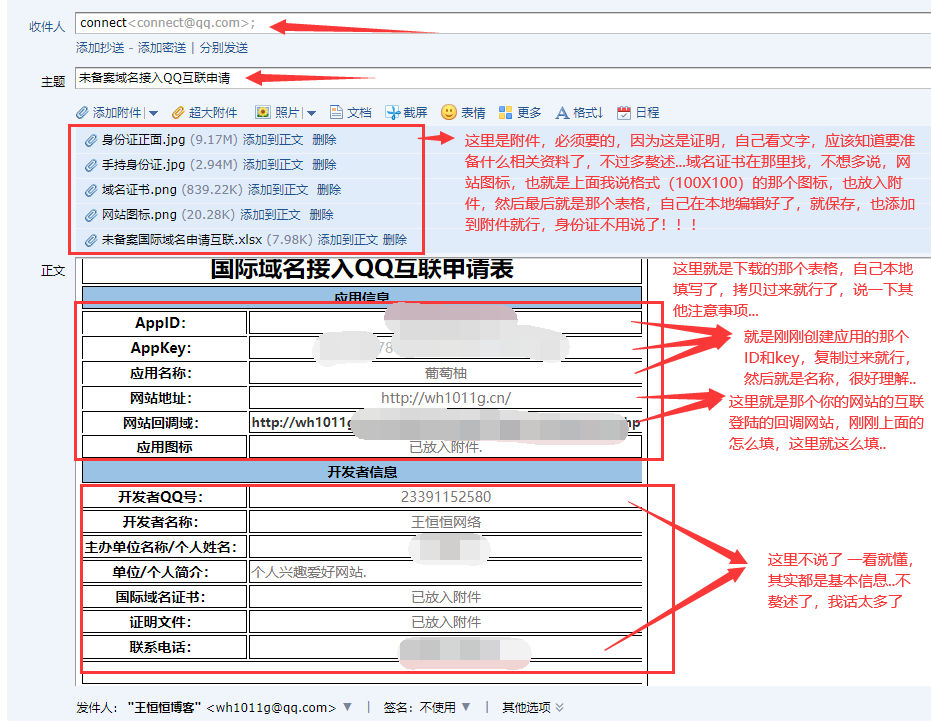 收件人 connect<connect@qq.com>;
添加抄送 - 添加密送 | 分别发送
主题 未备案域名接入QQ互联申请
添加附件 | 超大附件 照片 | 文档 截屏 表情 更多 格式↓ 日程
身份证正面.jpg (9.17M) 添加到正文 删除
手持身份证.jpg (2.94M) 添加到正文 删除
域名证书.png (839.22K) 添加到正文 删除
网站图标.png (20.28K) 添加到正文 删除
未备案国际域名申请互联.xlsx (7.98K) 添加到正文 删除
这里是附件，必须要的，因为这是证明，自己看文字，应该知道要准
备什么相关资料了，不过多鳌述...域名证书在那里找，不想多说，网
站图标，也就是上面我说格式（100X100）的那个图标，也放入附
件，然后最后就是那个表格，自己在本地编辑好了，就保存，也添加
到附件就行，身份证不用说了！！！
正文
国际域名接入QQ互联申请表
应用信息
AppID：
AppKey： 78
应用名称： 葡萄柚
网站地址： http://wh1011g.cn/
网站回调域： http://wh1011g hp
应用图标 已放入附件.
开发者信息
开发者QQ号： 23391152580
开发者名称： 王恒恒网络
主办单位名称/个人姓名：
单位/个人简介： 个人兴趣爱好网站.
国际域名证书： 已放入附件
证明文件： 已放入附件
联系电话：
这里就是下载的那个表格，自己本地
填写了，拷贝过来就行了，说一下其
他注意事项...
就是刚刚创建应用的那个
ID和key，复制过来就行，
然后就是名称，很好理解..
这里就是那个你的网站的互联
登陆的回调网站，刚刚上面的
怎么填，这里就这么填..
这里不说了 一看就懂，
其实都是基本信息..不
鳌述了，我话太多了
发件人： "王恒恒博客" <wh1011g@qq.com> | 签名：不使用 | 其他选项